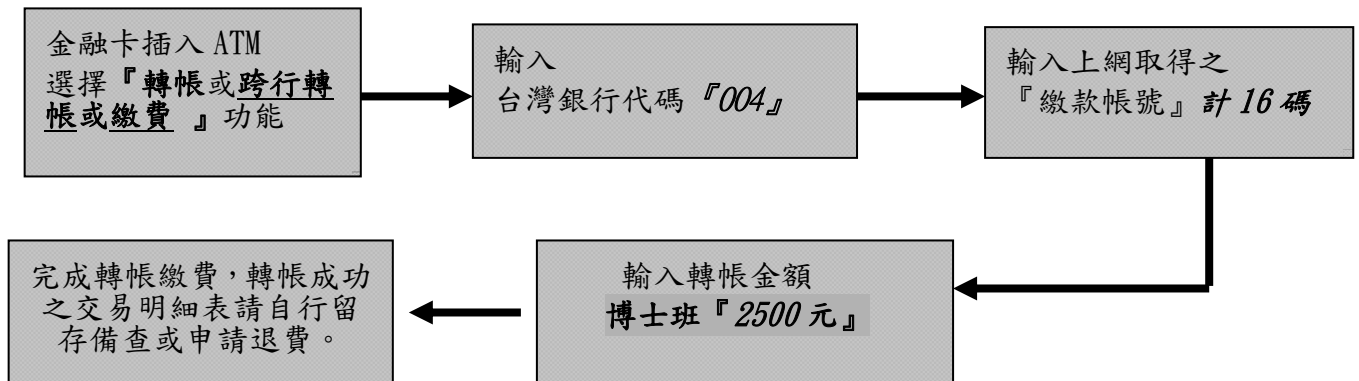 金融卡插入 ATM
選擇『轉帳或跨行轉
帳或繳費 』功能
輸入
台灣銀行代碼『004』
輸入上網取得之
『繳款帳號』計 16 碼
輸入轉帳金額
博士班『2500 元』
完成轉帳繳費，轉帳成功
之交易明細表請自行留
存備查或申請退費。